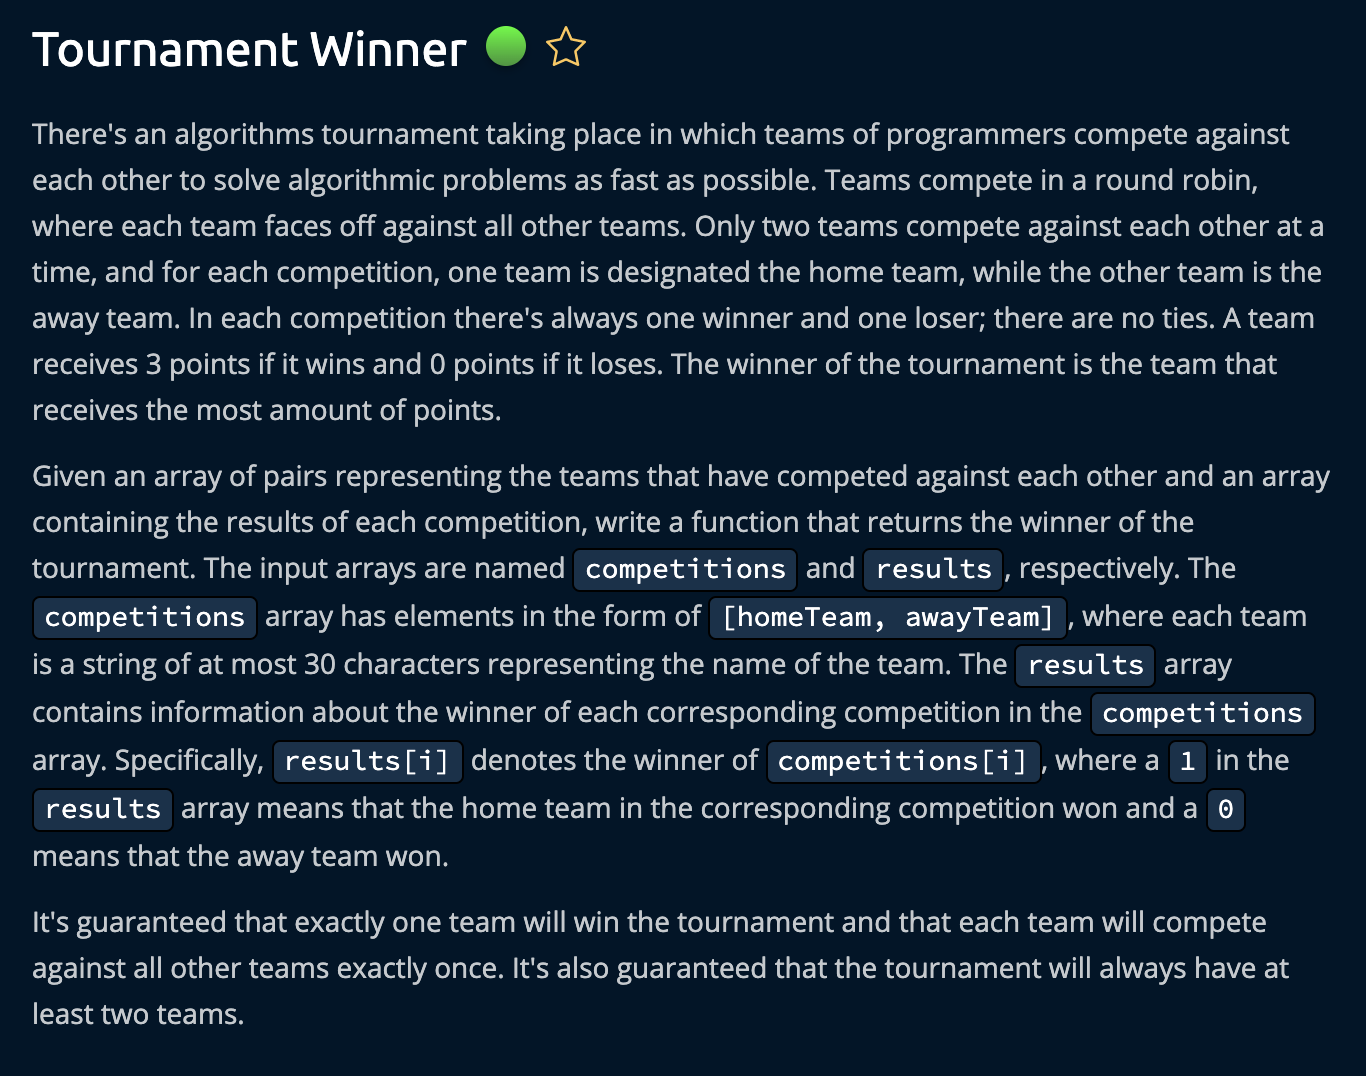 Tournament Winner
There's an algorithms tournament taking place in which teams of programmers compete against
each other to solve algorithmic problems as fast as possible. Teams compete in a round robin,
where each team faces off against all other teams. Only two teams compete against each other at a
time, and for each competition, one team is designated the home team, while the other team is the
away team. In each competition there's always one winner and one loser; there are no ties. A team
receives 3 points if it wins and 0 points if it loses. The winner of the tournament is the team that
receives the most amount of points.
Given an array of pairs representing the teams that have competed against each other and an array
containing the results of each competition, write a function that returns the winner of the
tournament. The input arrays are named competitions and results, respectively. The
competitions array has elements in the form of [homeTeam, awayTeam], where each team
is a string of at most 30 characters representing the name of the team. The results array
contains information about the winner of each corresponding competition in the competitions
array. Specifically, results[i] denotes the winner of competitions[i], where a 1 in the
results array means that the home team in the corresponding competition won and a 0
means that the away team won.
It's guaranteed that exactly one team will win the tournament and that each team will compete
against all other teams exactly once. It's also guaranteed that the tournament will always have at
least two teams.